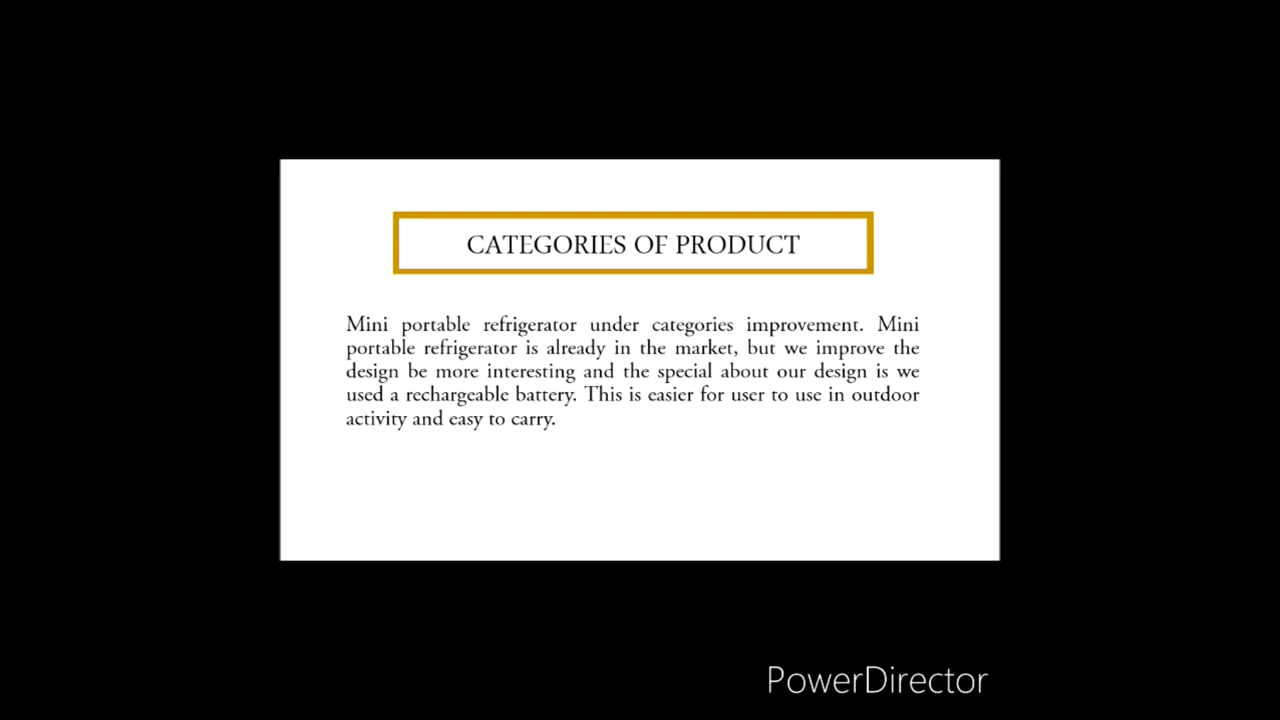 CATEGORIES OF PRODUCT
Mini portable refrigerator under categories improvement. Mini
portable refrigerator is already in the market, but we improve the
design be more interesting and the special about our design is we
used a rechargeable battery. This is easier for user to use in outdoor
activity and easy to carry.
PowerDirector